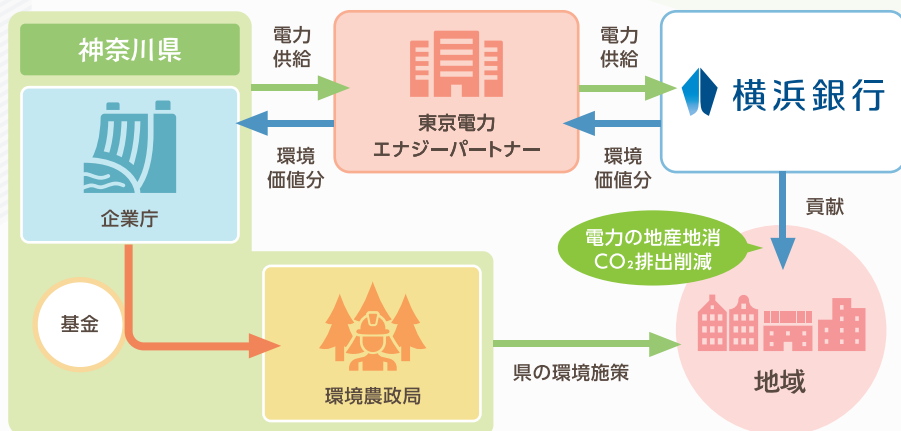 神奈川県
企業庁
電力
供給
環境
価値分
東京電力
エナジーパートナー
電力
供給
環境
価値分
横浜銀行
貢献
電力の地産地消
CO₂排出削減
基金
環境農政局
県の環境施策
地域